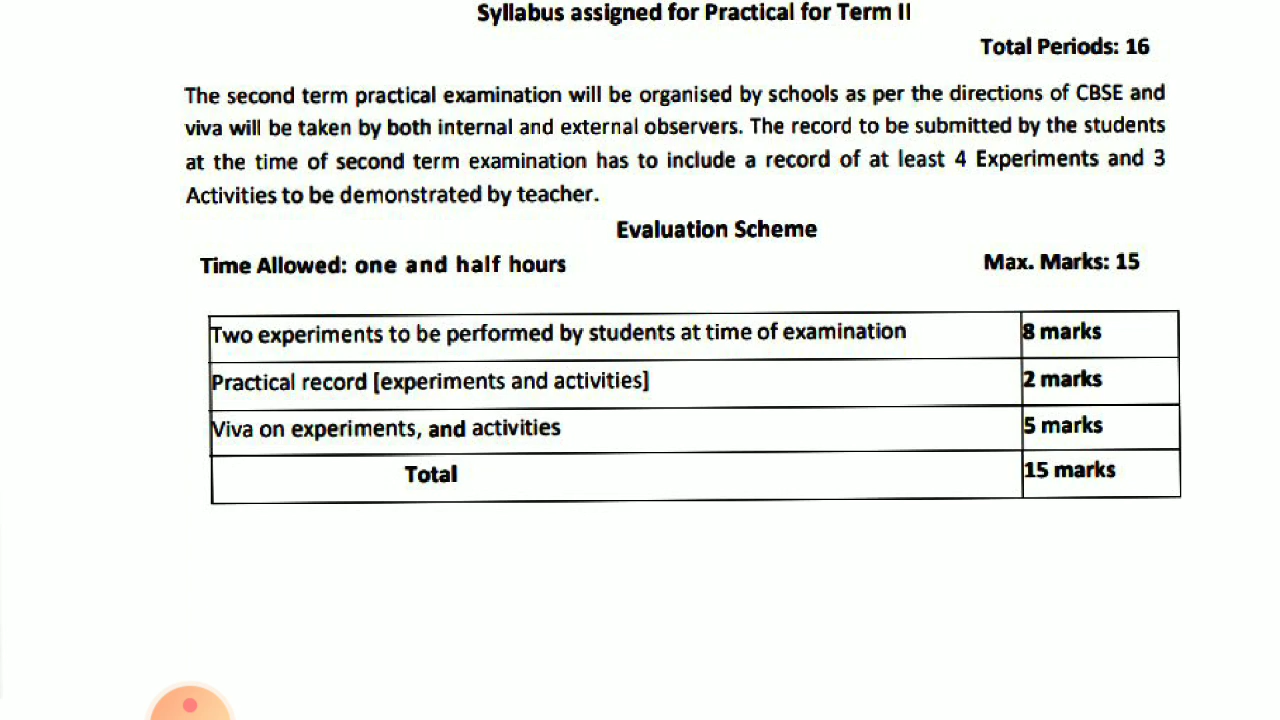 Syllabus assigned for Practical for Term II
Total Periods: 16
The second term practical examination will be organised by schools as per the directions of CBSE and
viva will be taken by both internal and external observers. The record to be submitted by the students
at the time of second term examination has to include a record of at least 4 Experiments and 3
Activities to be demonstrated by teacher.
Evaluation Scheme
Time Allowed: one and half hours
Max. Marks: 15
Two experiments to be performed by students at time of examination 8 marks
Practical record [experiments and activities] 2 marks
Viva on experiments, and activities 5 marks
Total 15 marks